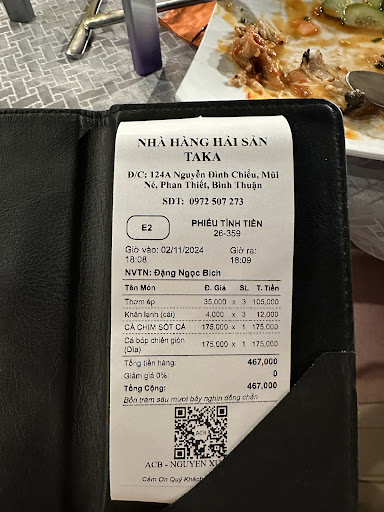 NHÀ HÀNG HẢI SẢN
TAKA
Đ/C: 124A Nguyễn Đình Chiểu, Mũi
Né, Phan Thiết, Bình Thuận
SĐT: 0972 507 273
E2
PHIẾU TÍNH TIỀN
26-359
Giờ vào: 02/11/2024 Giờ ra:
18:08 18:09
NVTN: Đặng Ngọc Bích
Tên Món Đ. Giá SL T. Tiền
Thơm ép 35,000 x 3 105,000
Khăn lạnh (cái) 4,000 x 3 12,000
CÁ CHIM SỐT CÀ 175,000 x 1 175,000
Cá bóp chiên giòn 175,000 x 1 175,000
(Dĩa)
Tổng tiền hàng: 467,000
Giảm giá 0%: 0
Tổng Cộng: 467,000
Bốn trăm sáu mươi bảy nghìn đồng chẵn
ACB
ACB - NGUYEN
Cảm Ơn Quý Khách